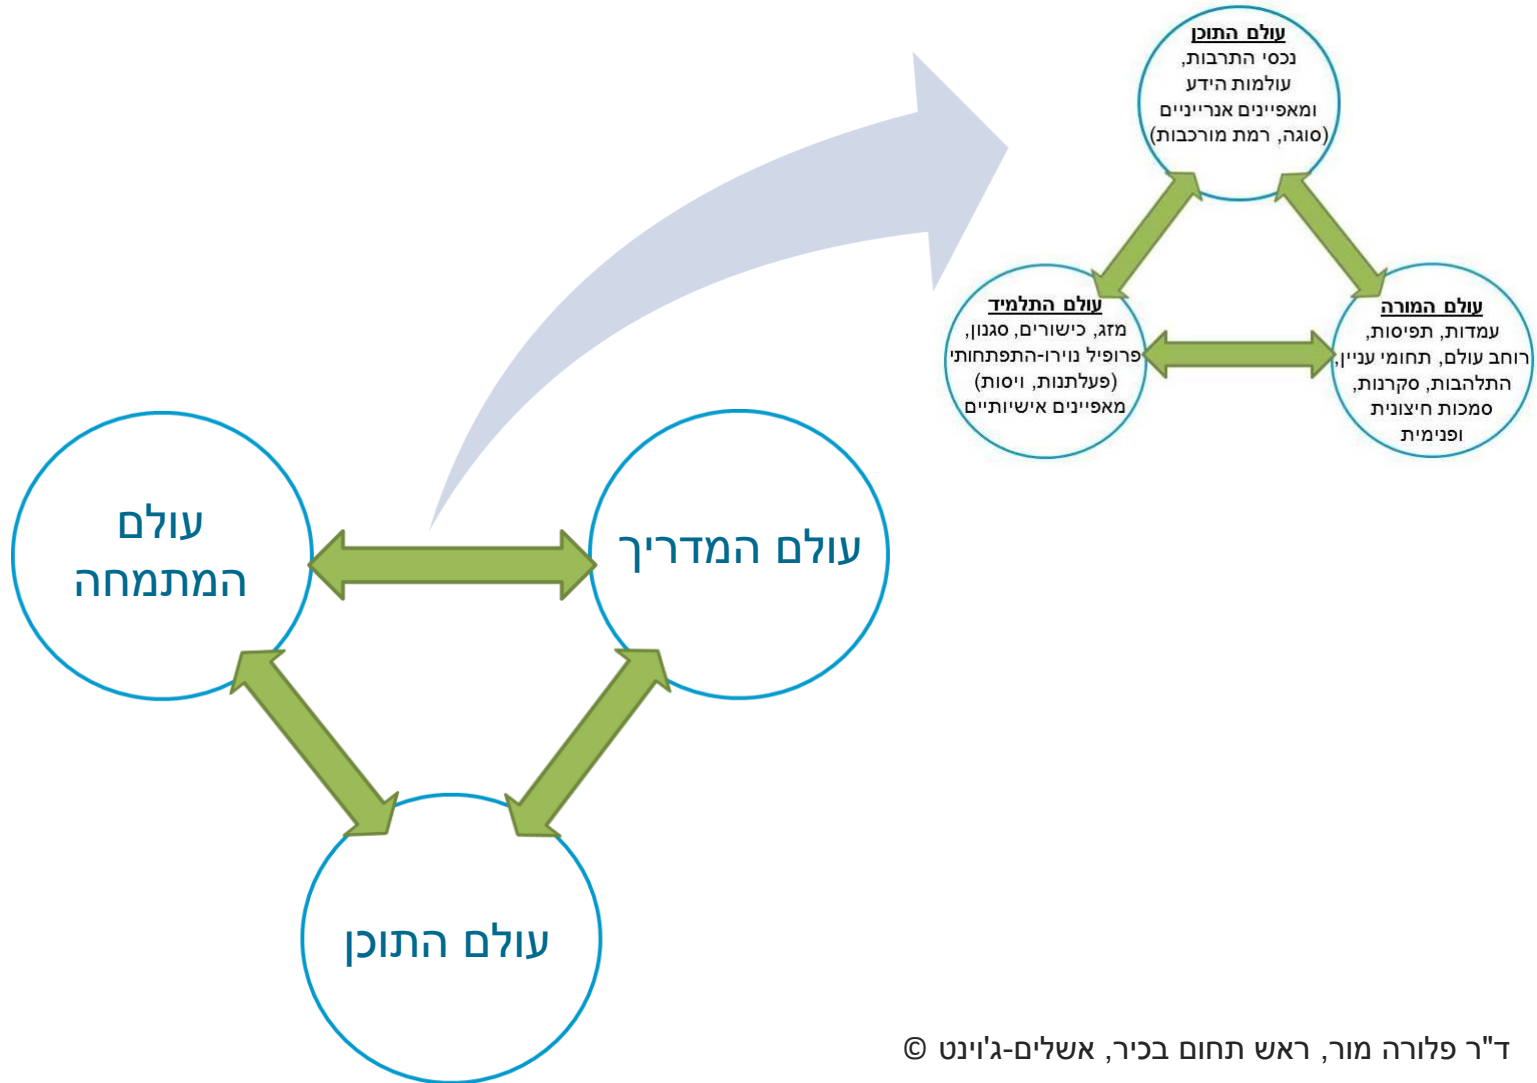 עולם התוכן
נכסי התרבות,
עולמות הידע
ומאפיינים אנרייניים
(סוגה, רמת מורכבות)
עולם המורה
עמדות, תפיסות,
רוחב עולם, תחומי עניין,
התלהבות, סקרנות,
סמכות חיצונית
ופנימית
עולם התלמיד
מזג, כישורים, סגנון,
פרופיל נוירו-התפתחותי
(פעלתנות, ויסות)
מאפיינים אישיותיים
עולם המדריך
עולם
המתמחה
עולם התוכן
ד"ר פלורה מור, ראש תחום בכיר, אשלים-ג'וינט ©